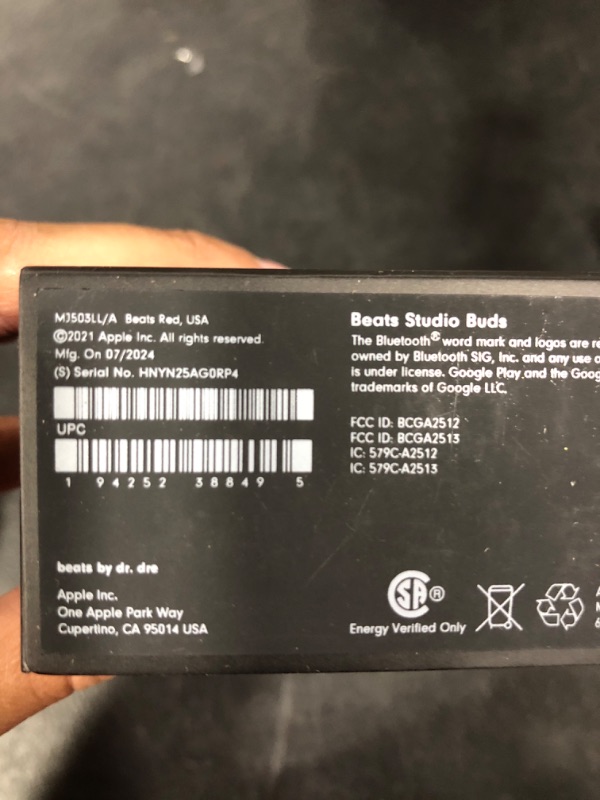 MJ503LL/A Beats Red, USA
©2021 Apple Inc. All rights reserved.
Mfg. On 07/2024
(S) Serial No. HNYN25AG0RP4
UPC
1 94252 38849 5
beats by dr. dre
Apple Inc.
One Apple Park Way
Cupertino, CA 95014 USA
Beats Studio Buds
The Bluetooth® word mark and logos are
owned by Bluetooth SIG, Inc. and any use
is under license. Google Play and the
trademarks of Google LLC.
FCC ID: BCGA2512
FCC ID: BCGA2513
IC: 579C-A2512
IC: 579C-A2513
SA ®
Energy Verified Only